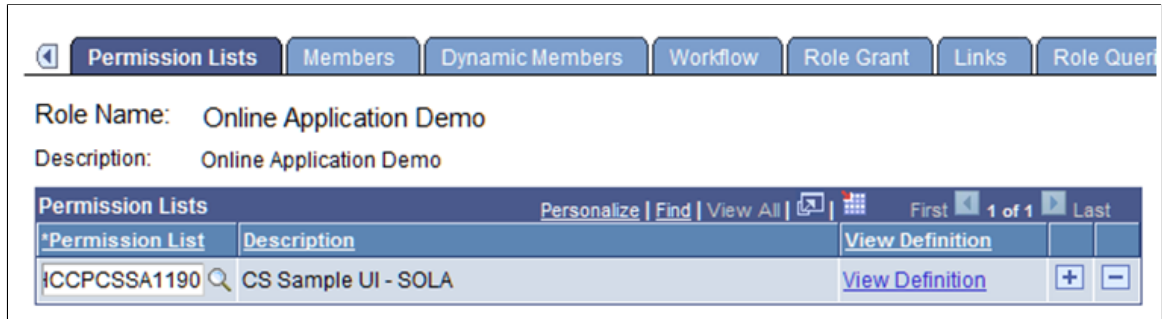 Permission Lists Members Dynamic Members Workflow Role Grant Links Role Queri
Role Name: Online Application Demo
Description: Online Application Demo
Permission Lists Personalize | Find | View All | | First 1 of 1 Last
*Permission List Description View Definition
HCCPCSSA1190 CS Sample UI - SOLA View Definition